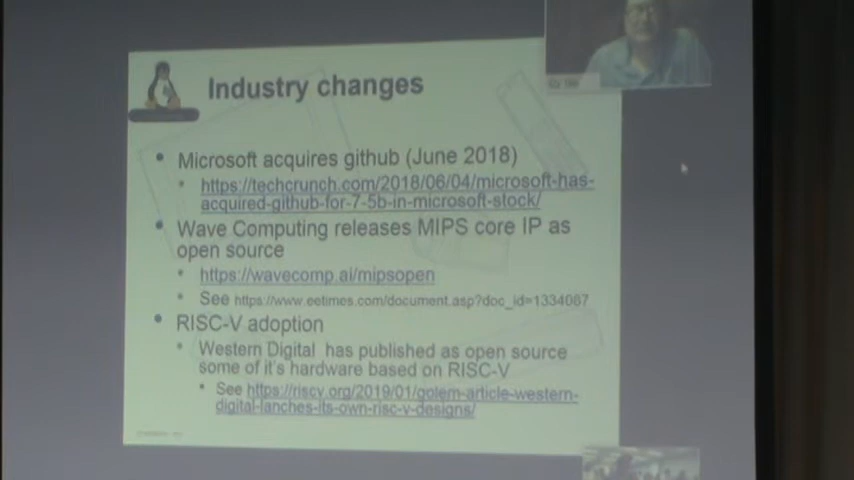 Industry changes
Microsoft acquires github (June 2018)
https://techcrunch.com/2018/06/04/microsoft-has-
acquired-github-for-7-5b-in-microsoft-stock/
Wave Computing releases MIPS core IP as
open source
https://wavecomp.ai/mipsopen
See https://www.eetimes.com/document.asp?doc_id=1334087
RISC-V adoption
Western Digital has published as open source
some of it's hardware based on RISC-V
See https://riscv.org/2019/01/golem-article-western-
digital-lanches-its-own-risc-v-designs/